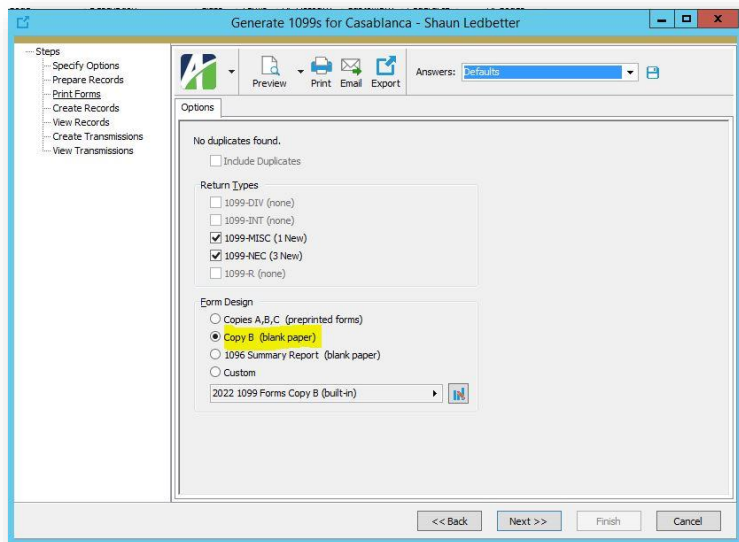 Generate 1099s for Casablanca - Shaun Ledbetter
Steps
Specify Options
Prepare Records
Print Forms
Create Records
View Records
Create Transmissions
View Transmissions
Preview
Print
Email
Export
Answers:
Defaults
Options
No duplicates found.
Include Duplicates
Return Types
1099-DIV (none)
1099-INT (none)
1099-MISC (1 New)
1099-NEC (3 New)
1099-R (none)
Form Design
Copies A,B,C (preprinted forms)
Copy B (blank paper)
1096 Summary Report (blank paper)
Custom
2022 1099 Forms Copy B (built-in)
<< Back
Next >>
Finish
Cancel